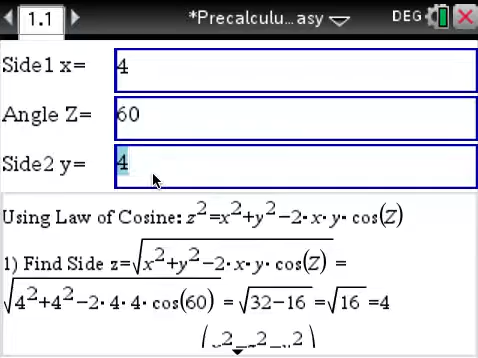 1.1 *Precalculu...asy DEG
Side1 x= 4
Angle Z= 60
Side2 y= 4
Using Law of Cosine: z²=x²+y²−2·x·y·cos(Z)
1) Find Side z=√(x²+y²−2·x·y·cos(Z)) =
√(4²+4²−2·4·4·cos(60)) =√(32−16) =√16 =4